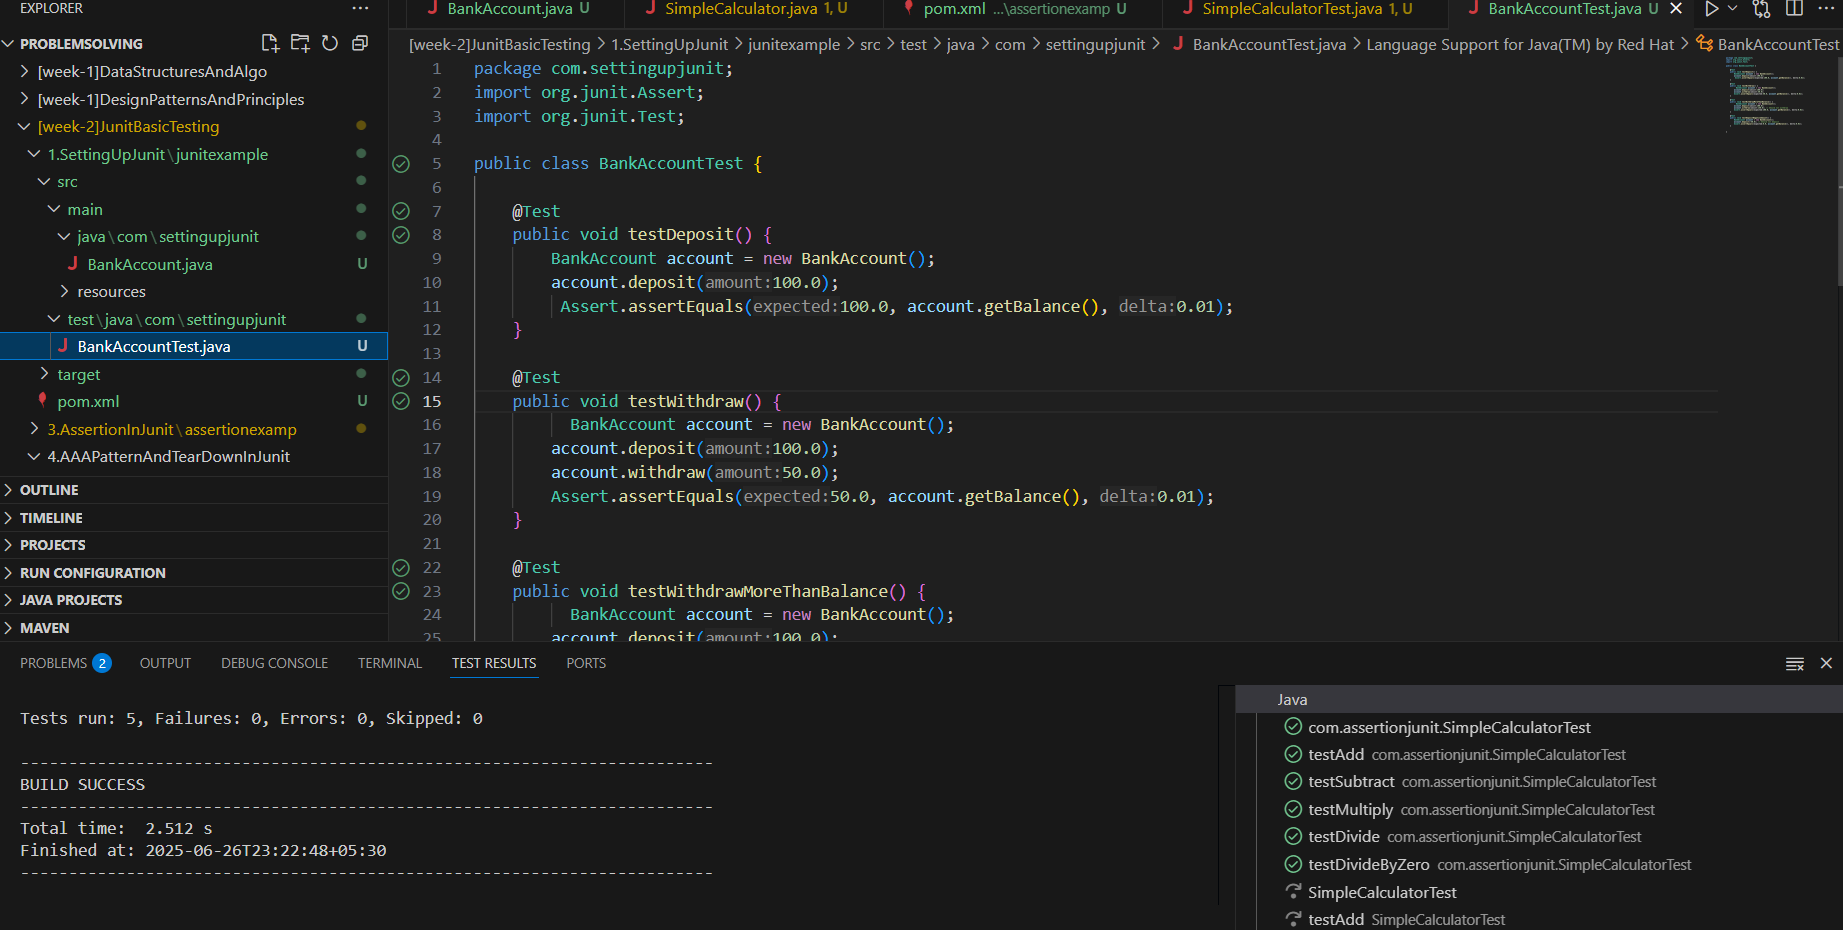 EXPLORER
PROBLEMSOLVING
[week-1]DataStructuresAndAlgo
[week-1]DesignPatternsAndPrinciples
[week-2]JunitBasicTesting
1.SettingUpJunit\junitexample
src
main
java\com\settingupjunit
BankAccount.java U
resources
test\java\com\settingupjunit
BankAccountTest.java U
target
pom.xml U
3.AssertionInJunit\assertionexamp
4.AAAPatternAndTearDownInJunit
OUTLINE
TIMELINE
PROJECTS
RUN CONFIGURATION
JAVA PROJECTS
MAVEN
BankAccount.java U
SimpleCalculator.java 1, U
pom.xml ...\assertionexamp U
SimpleCalculatorTest.java 1, U
BankAccountTest.java U
[week-2]JunitBasicTesting > 1.SettingUpJunit > junitexample > src > test > java > com > settingupjunit > BankAccountTest.java > Language Support for Java(TM) by Red Hat > BankAccountTest
1 package com.settingupjunit;
2 import org.junit.Assert;
3 import org.junit.Test;
4
5 public class BankAccountTest {
6
7 @Test
8 public void testDeposit() {
9 BankAccount account = new BankAccount();
10 account.deposit(amount:100.0);
11 Assert.assertEquals(expected:100.0, account.getBalance(), delta:0.01);
12 }
13
14 @Test
15 public void testWithdraw() {
16 BankAccount account = new BankAccount();
17 account.deposit(amount:100.0);
18 account.withdraw(amount:50.0);
19 Assert.assertEquals(expected:50.0, account.getBalance(), delta:0.01);
20 }
21
22 @Test
23 public void testWithdrawMoreThanBalance() {
24 BankAccount account = new BankAccount();
25 account.deposit(amount:100.0);
PROBLEMS 2 OUTPUT DEBUG CONSOLE TERMINAL TEST RESULTS PORTS
Tests run: 5, Failures: 0, Errors: 0, Skipped: 0
------------------------------------------------------------------------
BUILD SUCCESS
------------------------------------------------------------------------
Total time: 2.512 s
Finished at: 2025-06-26T23:22:48+05:30
------------------------------------------------------------------------
Java
com.assertionjunit.SimpleCalculatorTest
testAdd com.assertionjunit.SimpleCalculatorTest
testSubtract com.assertionjunit.SimpleCalculatorTest
testMultiply com.assertionjunit.SimpleCalculatorTest
testDivide com.assertionjunit.SimpleCalculatorTest
testDivideByZero com.assertionjunit.SimpleCalculatorTest
SimpleCalculatorTest
testAdd SimpleCalculatorTest